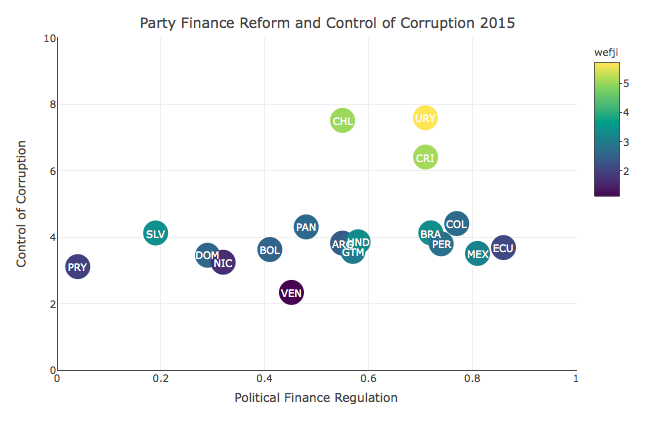 Party Finance Reform and Control of Corruption 2015
10
8
6
4
2
0
Control of Corruption
CHL
URY
CRI
SLV
PAN
COL
BRA
ARG
HND
PER
GTM
BOL
DOM
NIC
MEX
ECU
PRY
VEN
0
0.2
0.4
0.6
0.8
1
Political Finance Regulation
wefji
5
4
3
2